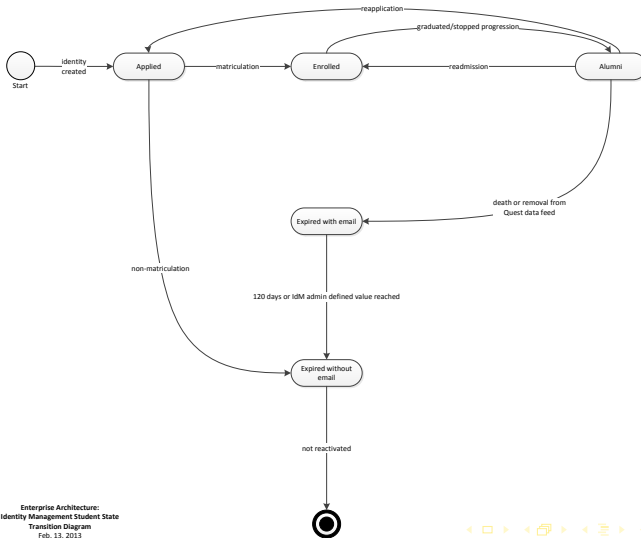 reapplication
graduated/stopped progression
identity
created
Applied
matriculation
Enrolled
readmission
Alumni
Start
death or removal from
Quest data feed
Expired with email
non-matriculation
120 days or IdM admin defined value reached
Expired without
email
not reactivated
Enterprise Architecture:
Identity Management Student State
Transition Diagram
Feb. 13. 2013